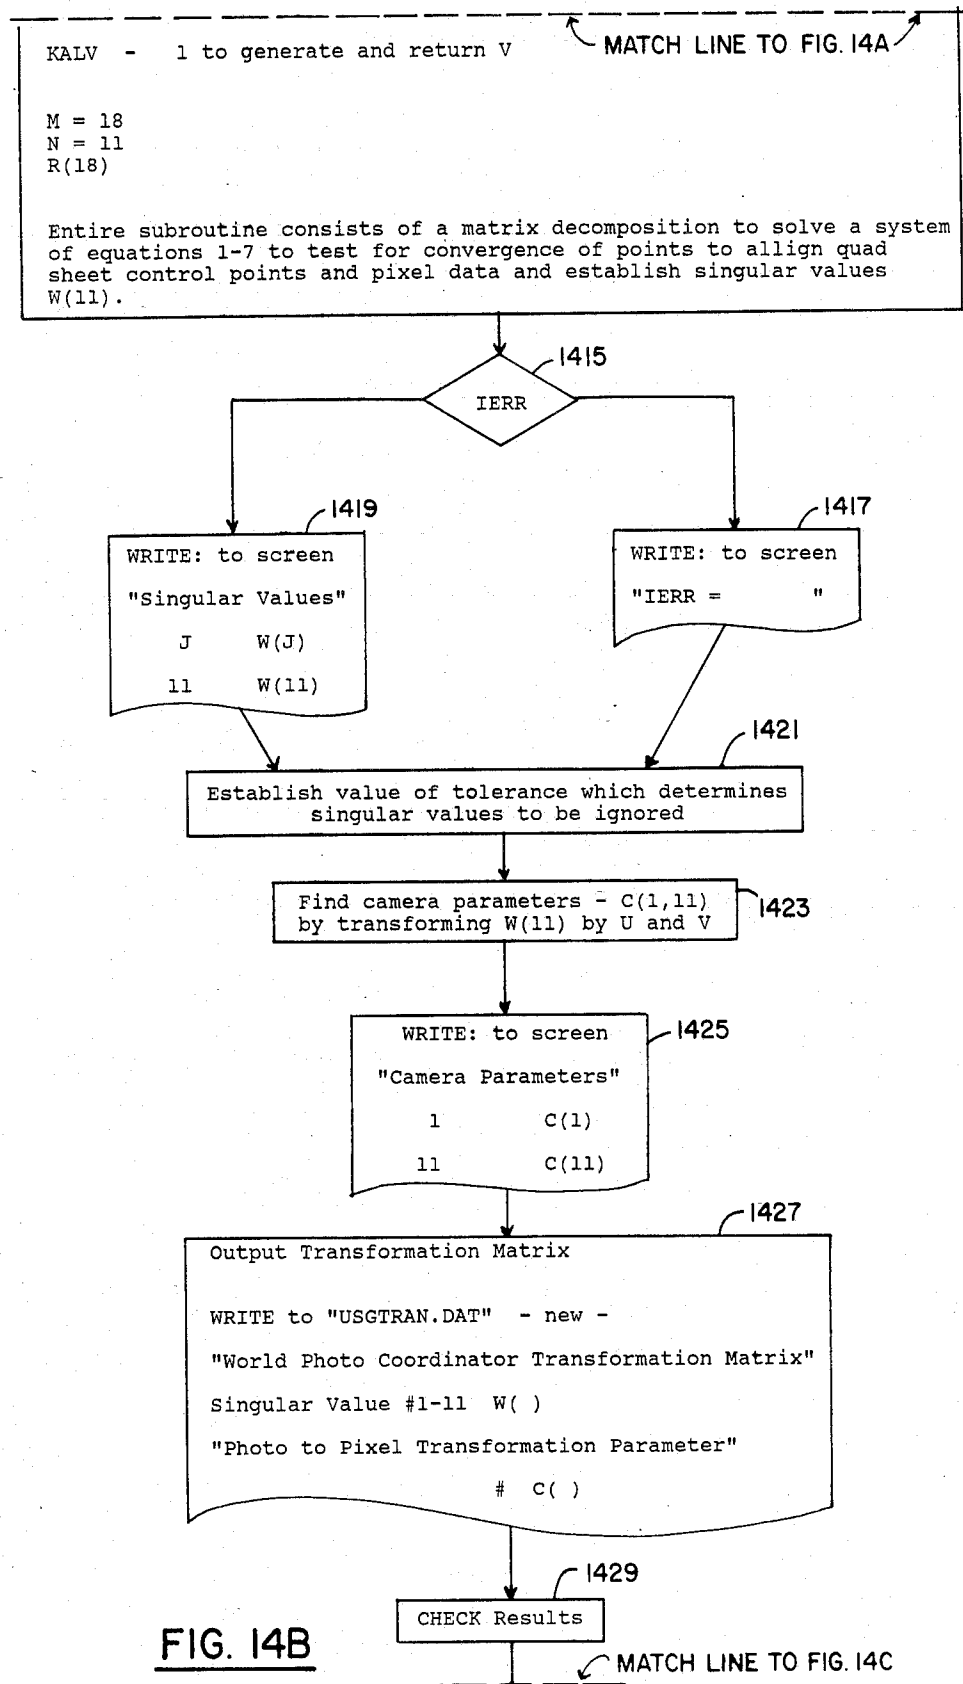 MATCH LINE TO FIG. 14A
KALV - 1 to generate and return V
M = 18
N = 11
R(18)
Entire subroutine consists of a matrix decomposition to solve a system
of equations 1-7 to test for convergence of points to allign quad
sheet control points and pixel data and establish singular values
W(11).
1415
IERR
1419
WRITE: to screen
"Singular Values"
J W(J)
11 W(11)
1417
WRITE: to screen
"IERR = "
1421
Establish value of tolerance which determines
singular values to be ignored
Find camera parameters - C(1,11)
by transforming W(11) by U and V
1423
1425
WRITE: to screen
"Camera Parameters"
1 C(1)
11 C(11)
1427
Output Transformation Matrix
WRITE to "USGTRAN.DAT" - new -
"World Photo Coordinator Transformation Matrix"
Singular Value #1-11 W( )
"Photo to Pixel Transformation Parameter"
# C( )
1429
CHECK Results
FIG. 14B
MATCH LINE TO FIG. 14C